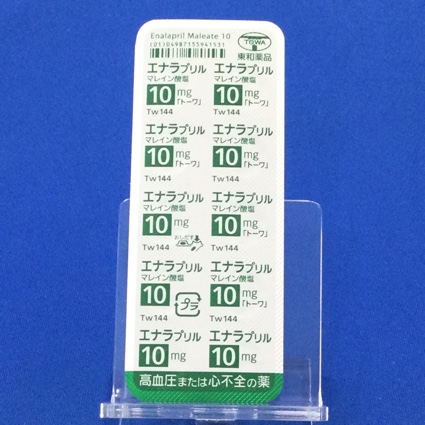 Enalapril Maleate 10
(01)04987155941531
TOWA
東和薬品
エナラプリル エナラプリル
マレイン酸塩 マレイン酸塩
10 mg 「トーワ」 10 mg 「トーワ」
Tw144 Tw144
エナラプリル エナラプリル
マレイン酸塩 マレイン酸塩
10 mg 「トーワ」 10 mg 「トーワ」
Tw144 Tw144
エナラプリル エナラプリル
マレイン酸塩 マレイン酸塩
10 mg 10 mg 「トーワ」
おしだす
Tw144 Tw144
エナラプリル エナラプリル
マレイン酸塩 マレイン酸塩
10 プラ 10 mg 「トーワ」
Tw144 Tw144
エナラプリル エナラプリル
10 mg 10 mg
高血圧または心不全の薬